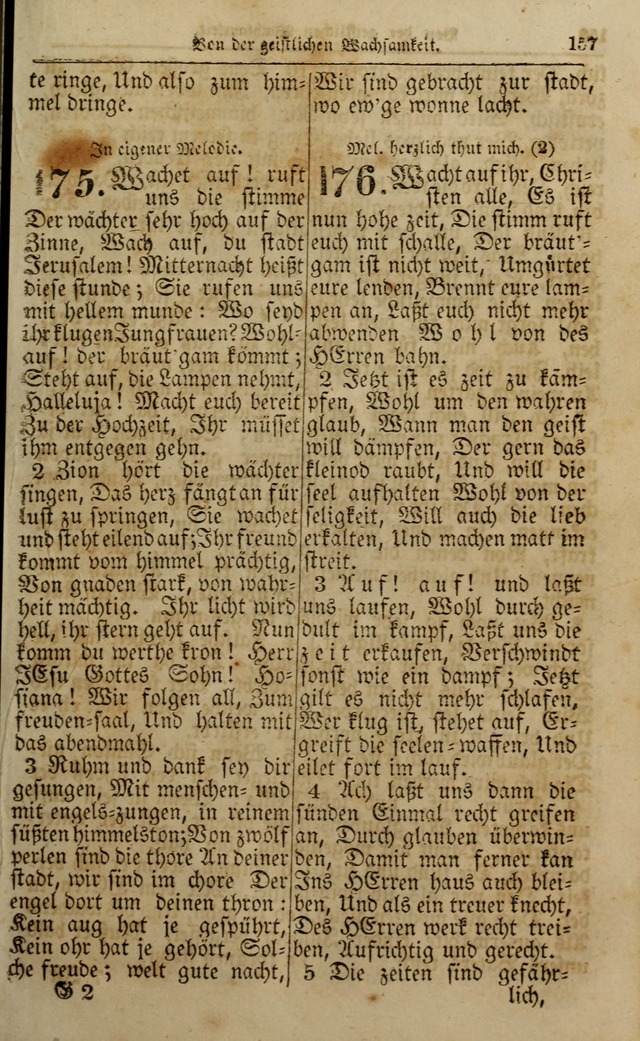 Von der geistlichen Wachsamkeit. 157
te ringe, Und also zum him-
mel dringe.
In eigener Melodie.
175. Wachet auf! ruft
uns die stimme
Der wächter sehr hoch auf der
Zinne, Wach auf, du stadt
Jerusalem! Mitternacht heißt
diese stunde; Sie rufen uns
mit hellem munde: Wo seyd
ihr klugen Jungfrauen? Wohl-
auf! der bräut'gam kömmt;
Steht auf, die Lampen nehmt,
Halleluja! Macht euch bereit
Zu der Hochzeit, Ihr müsset
ihm entgegen gehn.
2 Zion hört die wächter
singen, Das herz fängt an für
lust zu springen, Sie wachet
und steht eilend auf; Ihr freund
kommt vom himmel prächtig,
Von gnaden stark, von wahr-
heit mächtig. Ihr licht wird
hell, ihr stern geht auf. Nun
komm du werthe kron! Herr
JEsu Gottes Sohn! Ho-
siana! Wir folgen all, Zum
freuden-saal, Und halten mit
das abendmahl.
3 Ruhm und dank sey dir
gesungen, Mit menschen- und
mit engels-zungen, in reinem
süßten himmelston; Von zwölf
perlen sind die thore An deiner
stadt, wir sind im chore Der
engel dort um deinen thron:
Kein aug hat je gespührt,
Kein ohr hat je gehört, Sol-
che freude; welt gute nacht,
G 2
Wir sind gebracht zur stadt,
wo ew'ge wonne lacht.
Mel. herzlich thut mich. (2)
176. Wacht auf ihr, Chri-
sten alle, Es ist
nun hohe zeit, Die stimm ruft
euch mit schalle, Der bräut'-
gam ist nicht weit, Umgürtet
eure lenden, Brennt eure lam-
pen an, Laßt euch nicht mehr
abwenden Wohl von des
HErren bahn.
2 Jetzt ist es zeit zu käm-
pfen, Wohl um den wahren
glaub, Wann man den geist
will dämpfen, Der gern das
kleinod raubt, Und will die
seel aufhalten Wohl von der
seligkeit, Will auch die lieb
erkalten, Und machen matt im
streit.
3 Auf! auf! und laßt
uns laufen, Wohl durch ge-
dult im kampf, Laßt uns die
zeit erkaufen, Verschwindt
sonst wie ein dampf; Jetzt
gilt es nicht mehr schlafen,
Wer klug ist, stehet auf, Er-
greift die seelen-waffen, Und
eilet fort im lauf.
4 Ach laßt uns dann die
sünden Einmal recht greifen
an, Durch glauben überwin-
den, Damit man ferner kan
Ins HErren haus auch blei-
ben, Und als ein treuer knecht,
Des HErren werk recht trei-
ben, Aufrichtig und gerecht.
5 Die zeiten sind gefähr-
lich,